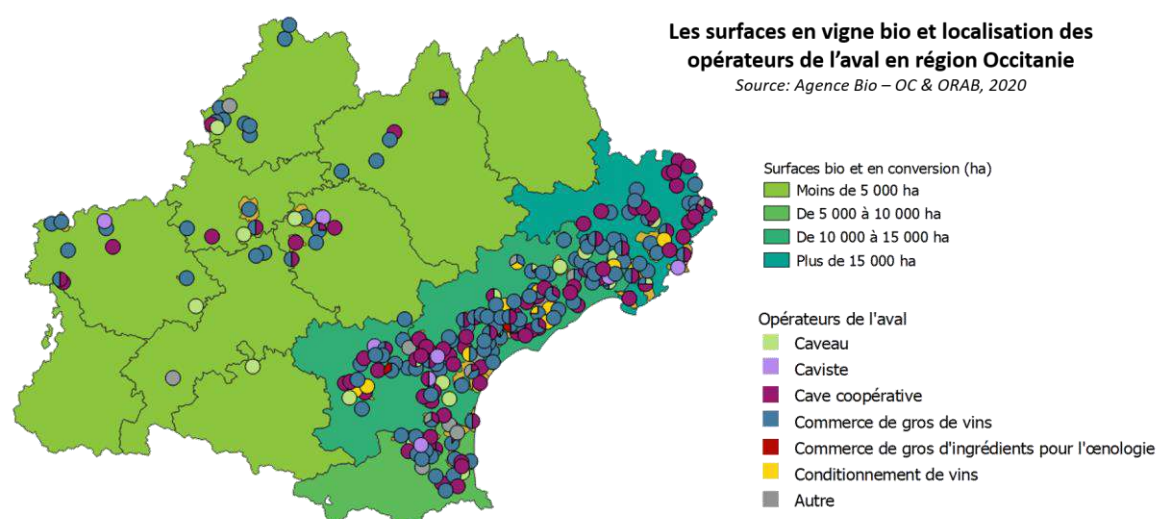 Les surfaces en vigne bio et localisation des
opérateurs de l'aval en région Occitanie
Source: Agence Bio – OC & ORAB, 2020
Surfaces bio et en conversion (ha)
Moins de 5 000 ha
De 5 000 à 10 000 ha
De 10 000 à 15 000 ha
Plus de 15 000 ha
Opérateurs de l'aval
Caveau
Caviste
Cave coopérative
Commerce de gros de vins
Commerce de gros d'ingrédients pour l'œnologie
Conditionnement de vins
Autre